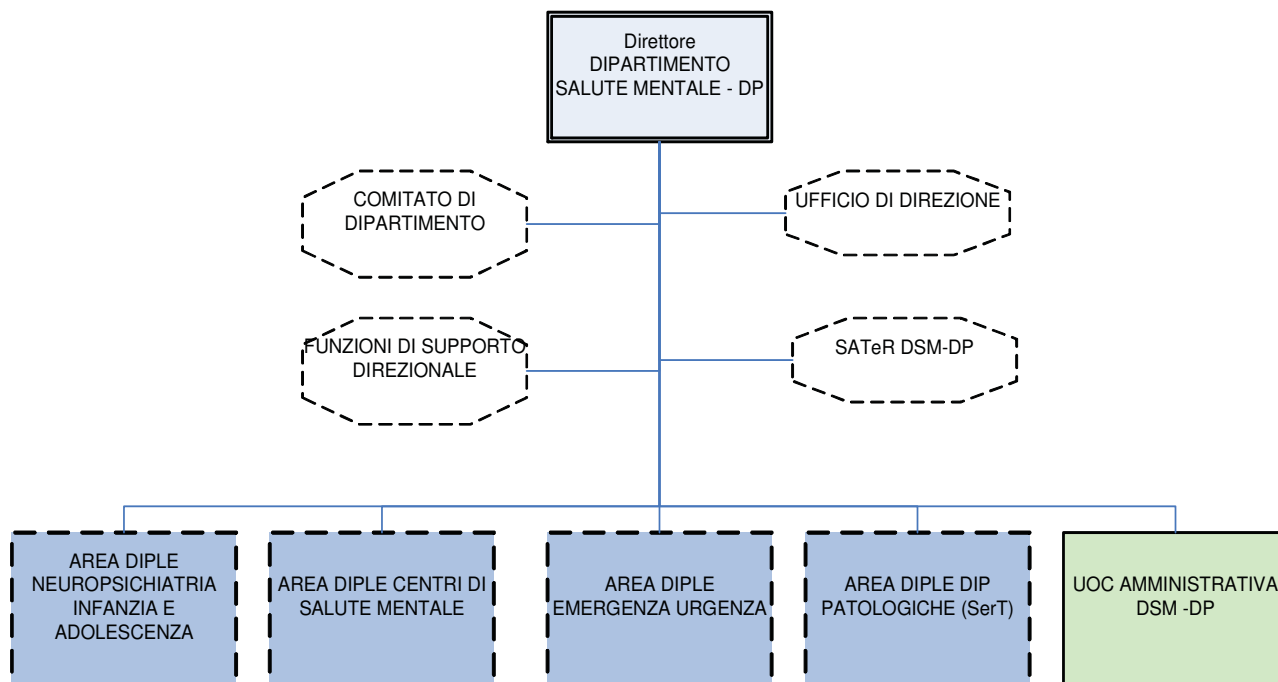 Direttore
DIPARTIMENTO
SALUTE MENTALE - DP
COMITATO DI
DIPARTIMENTO
UFFICIO DI DIREZIONE
FUNZIONI DI SUPPORTO
DIREZIONALE
SATeR DSM-DP
AREA DIPLE
NEUROPSICHIATRIA
INFANZIA E
ADOLESCENZA
AREA DIPLE CENTRI DI
SALUTE MENTALE
AREA DIPLE
EMERGENZA URGENZA
AREA DIPLE DIP
PATOLOGICHE (SerT)
UOC AMMINISTRATIVA
DSM -DP